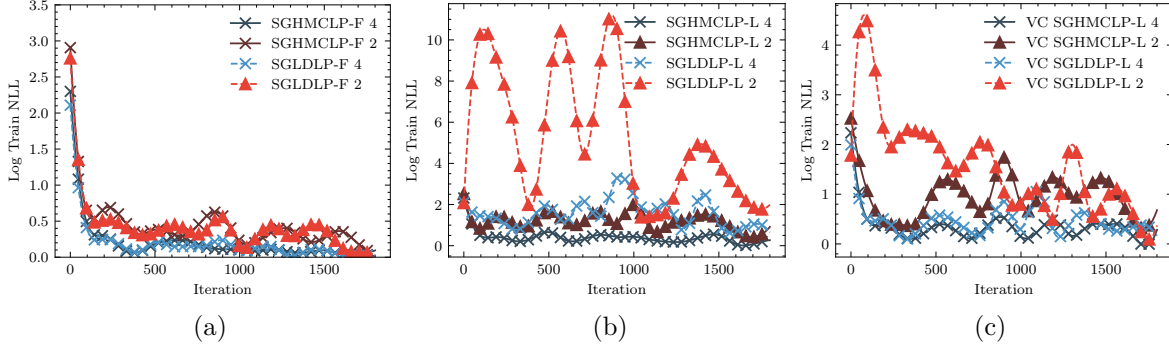 3.5
3.0
2.5
2.0
1.5
1.0
0.5
0.0
Log Train NLL
0 500 1000 1500
Iteration
SGHMCLP-F 4
SGHMCLP-F 2
SGLDLP-F 4
SGLDLP-F 2
(a)
10
8
6
4
2
0
Log Train NLL
0 500 1000 1500
Iteration
SGHMCLP-L 4
SGHMCLP-L 2
SGLDLP-L 4
SGLDLP-L 2
(b)
4
3
2
1
0
Log Train NLL
0 500 1000 1500
Iteration
VC SGHMCLP-L 4
VC SGHMCLP-L 2
VC SGLDLP-L 4
VC SGLDLP-L 2
(c)